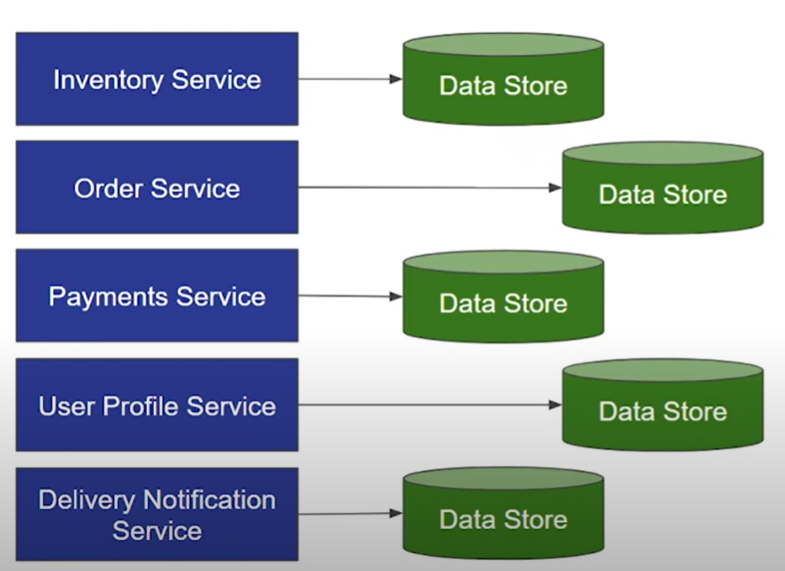 Inventory Service
Data Store
Order Service
Data Store
Payments Service
Data Store
User Profile Service
Data Store
Delivery Notification
Service
Data Store